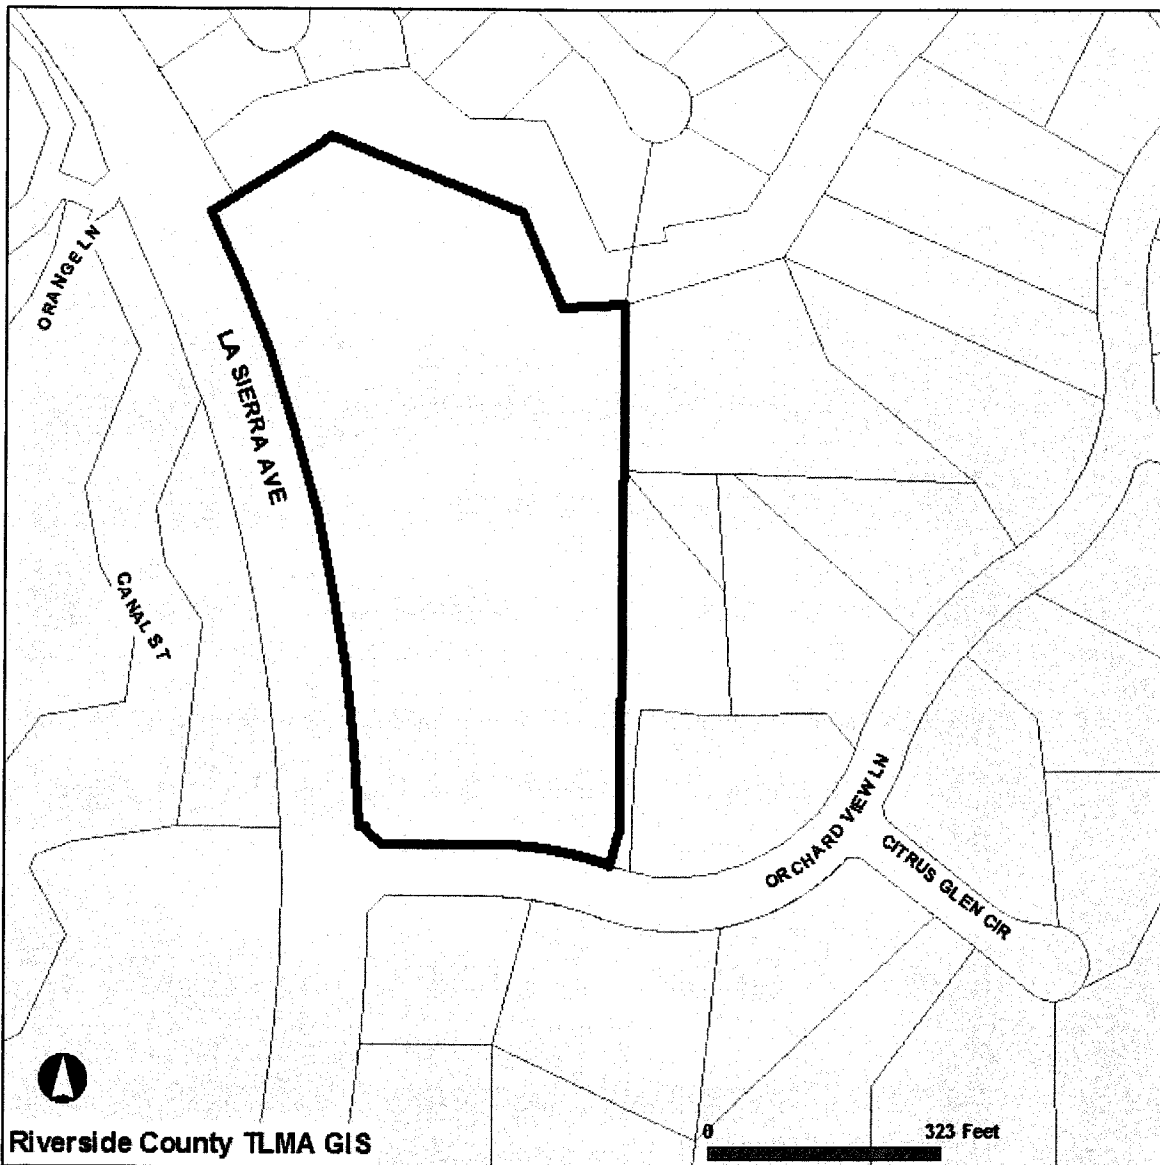 ORANGE LN
LA SIERRA AVE
CANAL ST
ORCHARD VIEW LN
CITRUS GLEN CIR
Riverside County TLMA GIS
0 323 Feet